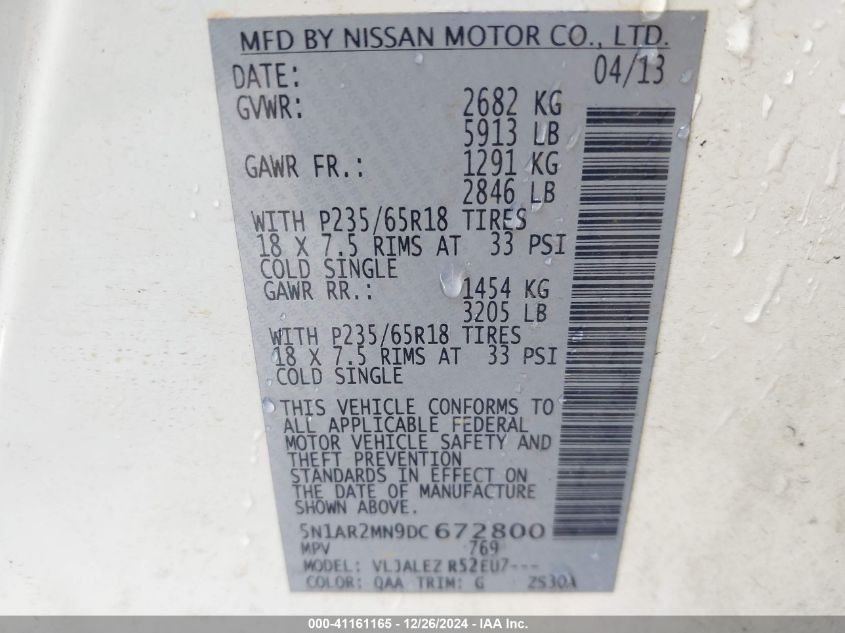 MFD BY NISSAN MOTOR CO., LTD.
DATE: 04/13
GVWR: 2682 KG
5913 LB
GAWR FR.: 1291 KG
2846 LB
WITH P235/65R18 TIRES
18 X 7.5 RIMS AT 33 PSI
COLD SINGLE
GAWR RR.: 1454 KG
3205 LB
WITH P235/65R18 TIRES
18 X 7.5 RIMS AT 33 PSI
COLD SINGLE
THIS VEHICLE CONFORMS TO
ALL APPLICABLE FEDERAL
MOTOR VEHICLE SAFETY AND
THEFT PREVENTION
STANDARDS IN EFFECT ON
THE DATE OF MANUFACTURE
SHOWN ABOVE.
5N1AR2MN9DC 672800
MPV 769
MODEL: VLJALEZ R52EU7---
COLOR: QAA TRIM: G ZS30A
000-41161165 - 12/26/2024 - IAA Inc.